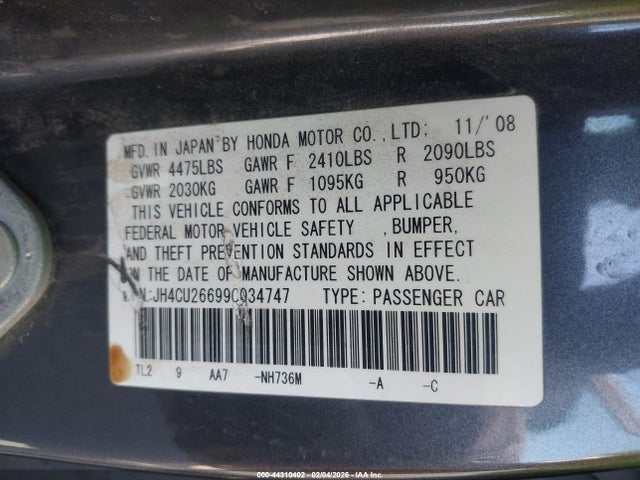 MFD. IN JAPAN BY HONDA MOTOR CO., LTD; 11/'08
GVWR 4475LBS GAWR F 2410LBS R 2090LBS
GVWR 2030KG GAWR F 1095KG R 950KG
THIS VEHICLE CONFORMS TO ALL APPLICABLE
FEDERAL MOTOR VEHICLE SAFETY , BUMPER,
AND THEFT PREVENTION STANDARDS IN EFFECT
ON THE DATE OF MANUFACTURE SHOWN ABOVE.
JH4CU26699C034747 TYPE: PASSENGER CAR
TL2 9 AA7 -NH736M -A -C
000-44310402 - 02/04/2026 - IAA Inc.